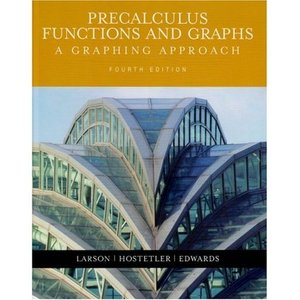 PRECALCULUS
FUNCTIONS AND GRAPHS
A GRAPHING APPROACH
FOURTH EDITION
LARSON | HOSTETLER | EDWARDS